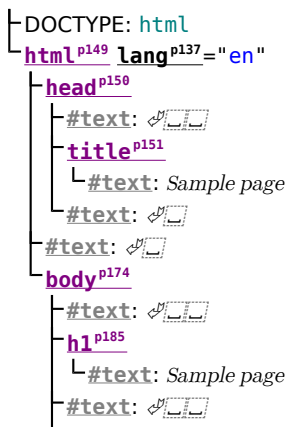 DOCTYPE: html
html p149 lang p137="en"
head p150
#text: ⏎␣␣
title p151
#text: Sample page
#text: ⏎␣
#text: ⏎␣
body p174
#text: ⏎␣␣
h1 p185
#text: Sample page
#text: ⏎␣␣